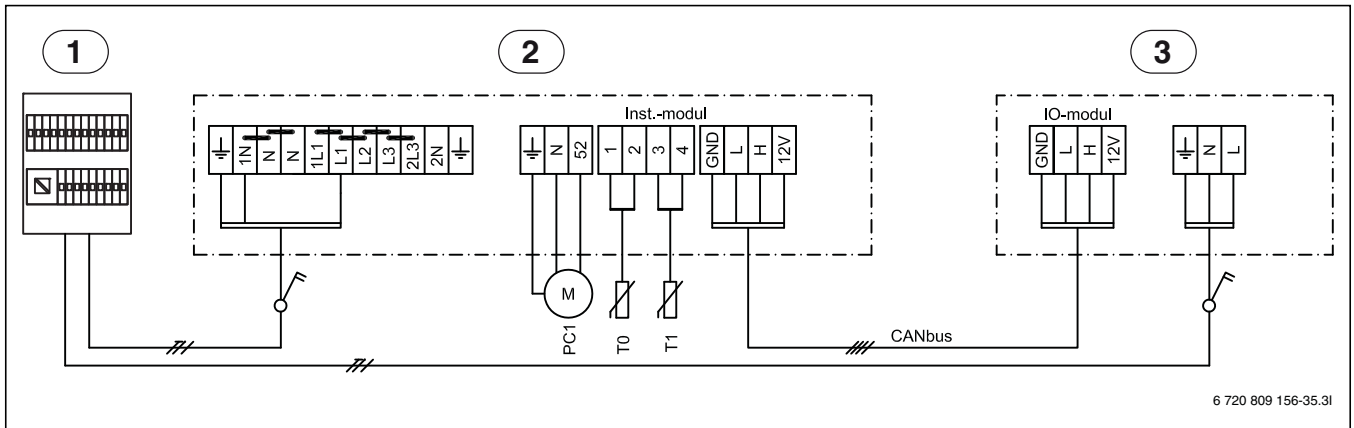 1
2
3
Inst.-modul
IO-modul
1N
N
N
1L1
L1
L2
L3
2L3
2N
N
52
1
2
3
4
GND
L
H
12V
GND
L
H
12V
N
L
M
PC1
T0
T1
CANbus
6 720 809 156-35.3I